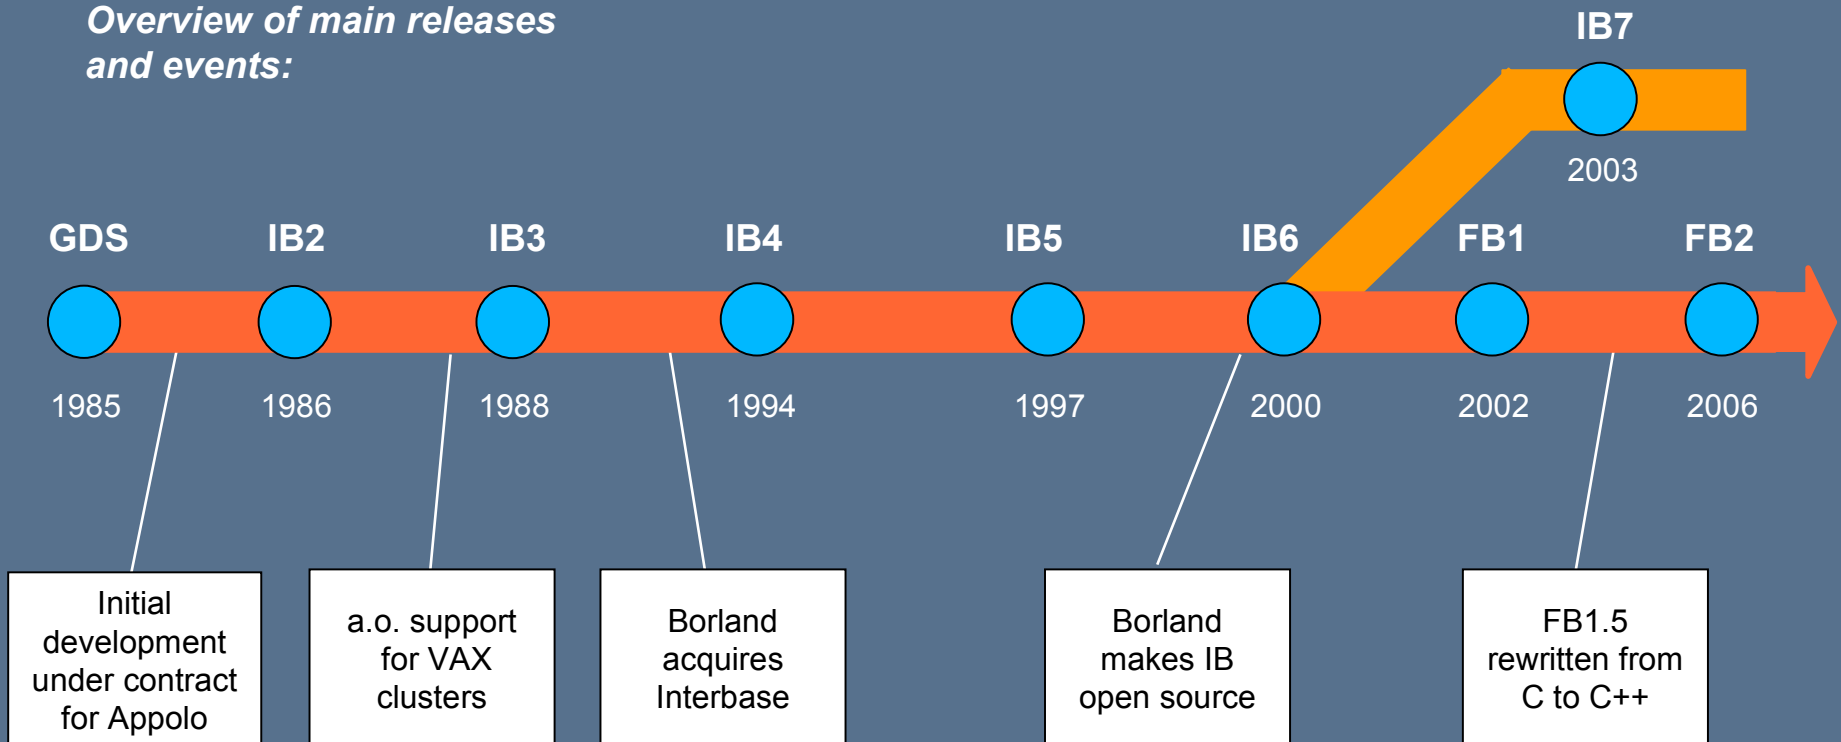 Overview of main releases
and events:
IB7
2003
GDS
IB2
IB3
IB4
IB5
IB6
FB1
FB2
1985
1986
1988
1994
1997
2000
2002
2006
Initial
development
under contract
for Appolo
a.o. support
for VAX
clusters
Borland
acquires
Interbase
Borland
makes IB
open source
FB1.5
rewritten from
C to C++